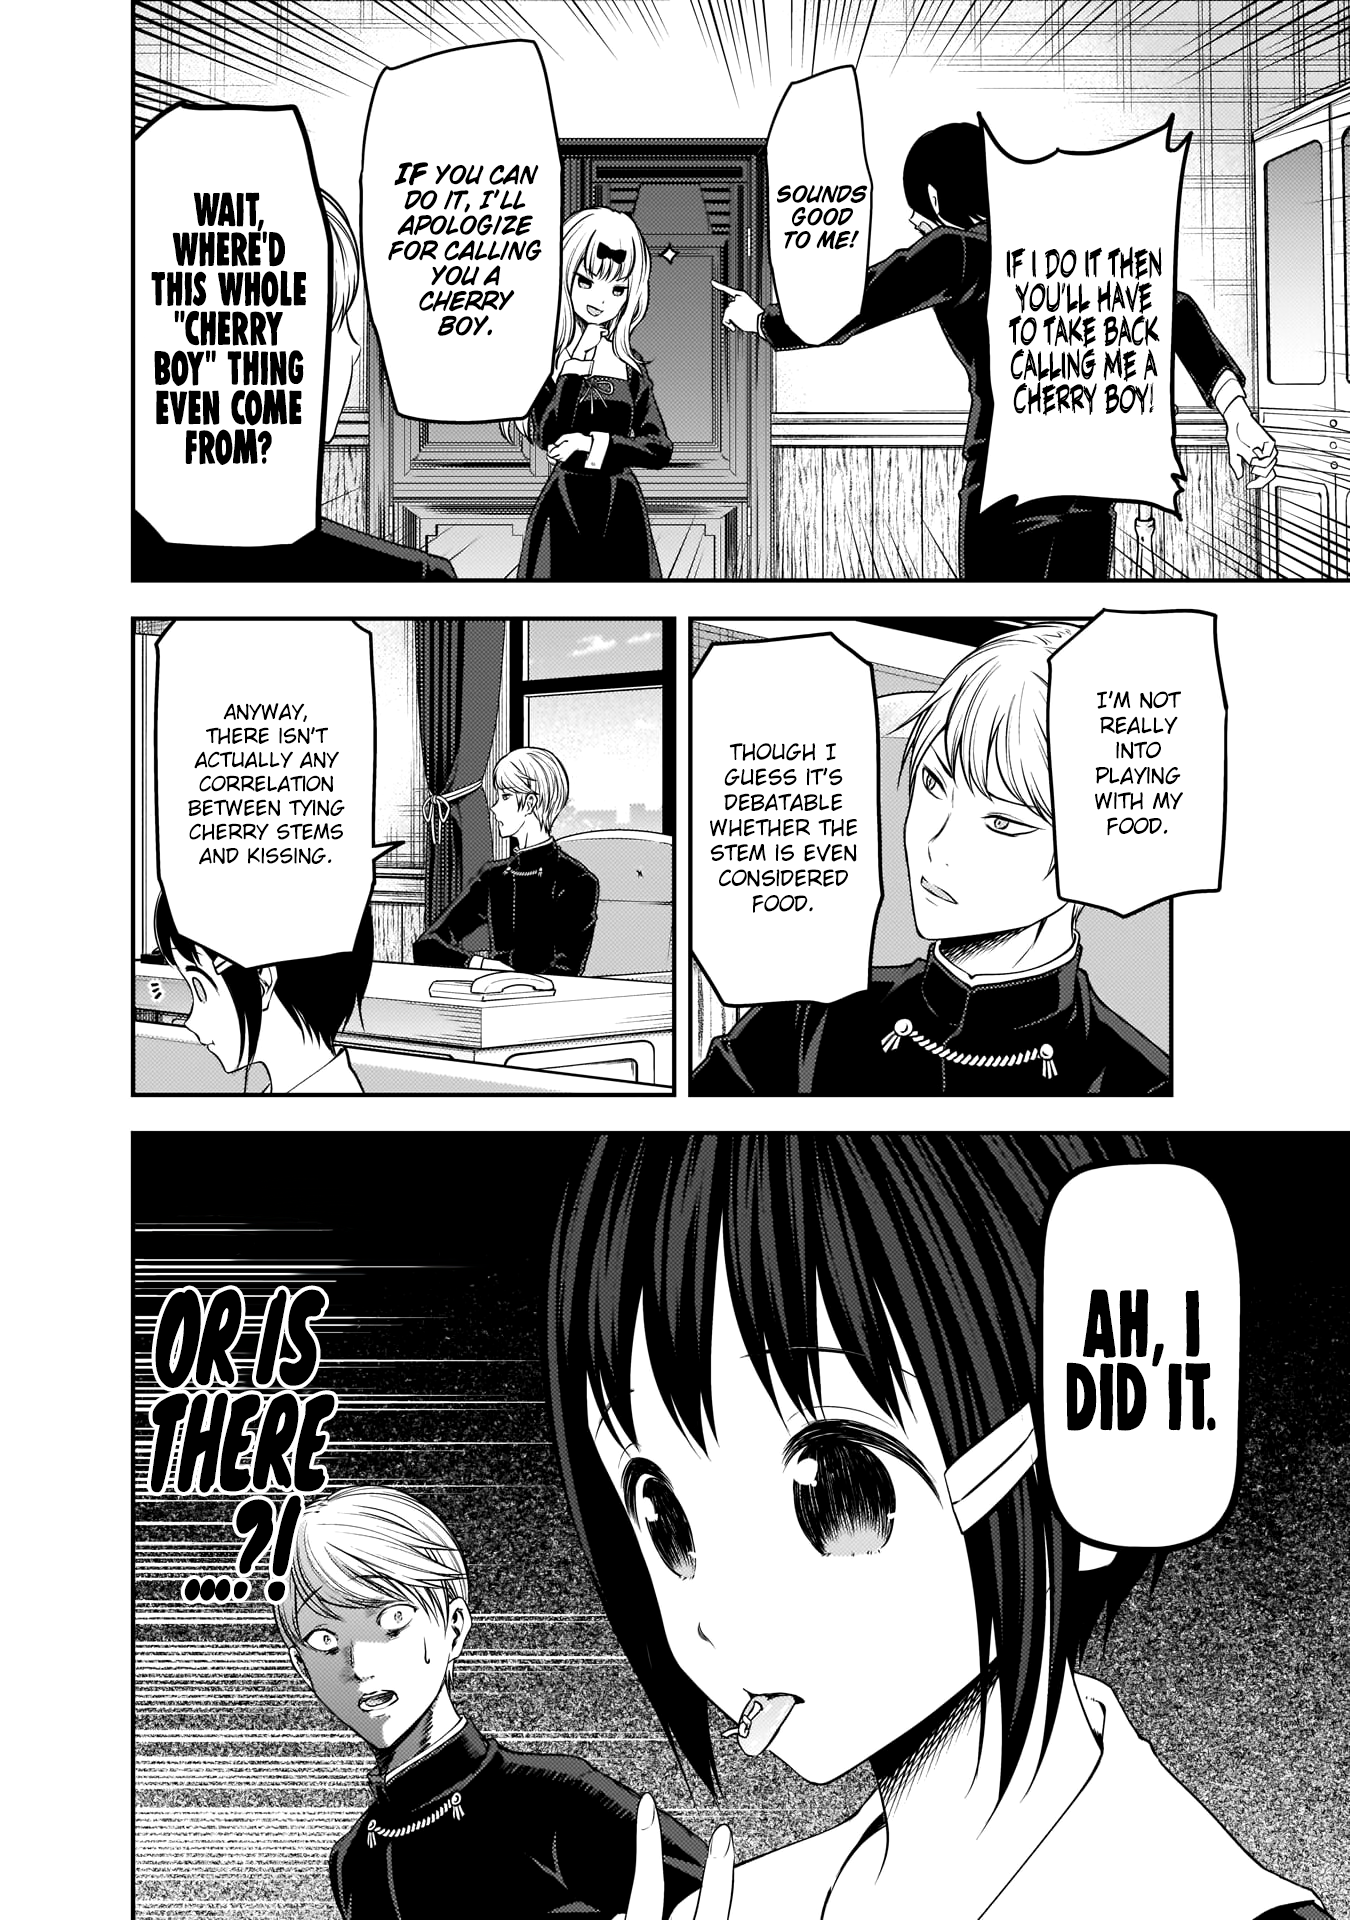 IF I DO IT THEN
YOU'LL HAVE
TO TAKE BACK
CALLING ME A
CHERRY BOY!
SOUNDS
GOOD
TO ME!
IF YOU CAN
DO IT, I'LL
APOLOGIZE
FOR CALLING
YOU A
CHERRY
BOY.
WAIT,
WHERE'D
THIS WHOLE
"CHERRY
BOY" THING
EVEN COME
FROM?
I'M NOT
REALLY
INTO
PLAYING
WITH MY
FOOD.
THOUGH I
GUESS IT'S
DEBATABLE
WHETHER THE
STEM IS EVEN
CONSIDERED
FOOD.
ANYWAY,
THERE ISN'T
ACTUALLY ANY
CORRELATION
BETWEEN TYING
CHERRY STEMS
AND KISSING.
AH, I
DID IT.
OR IS
THERE
....?!